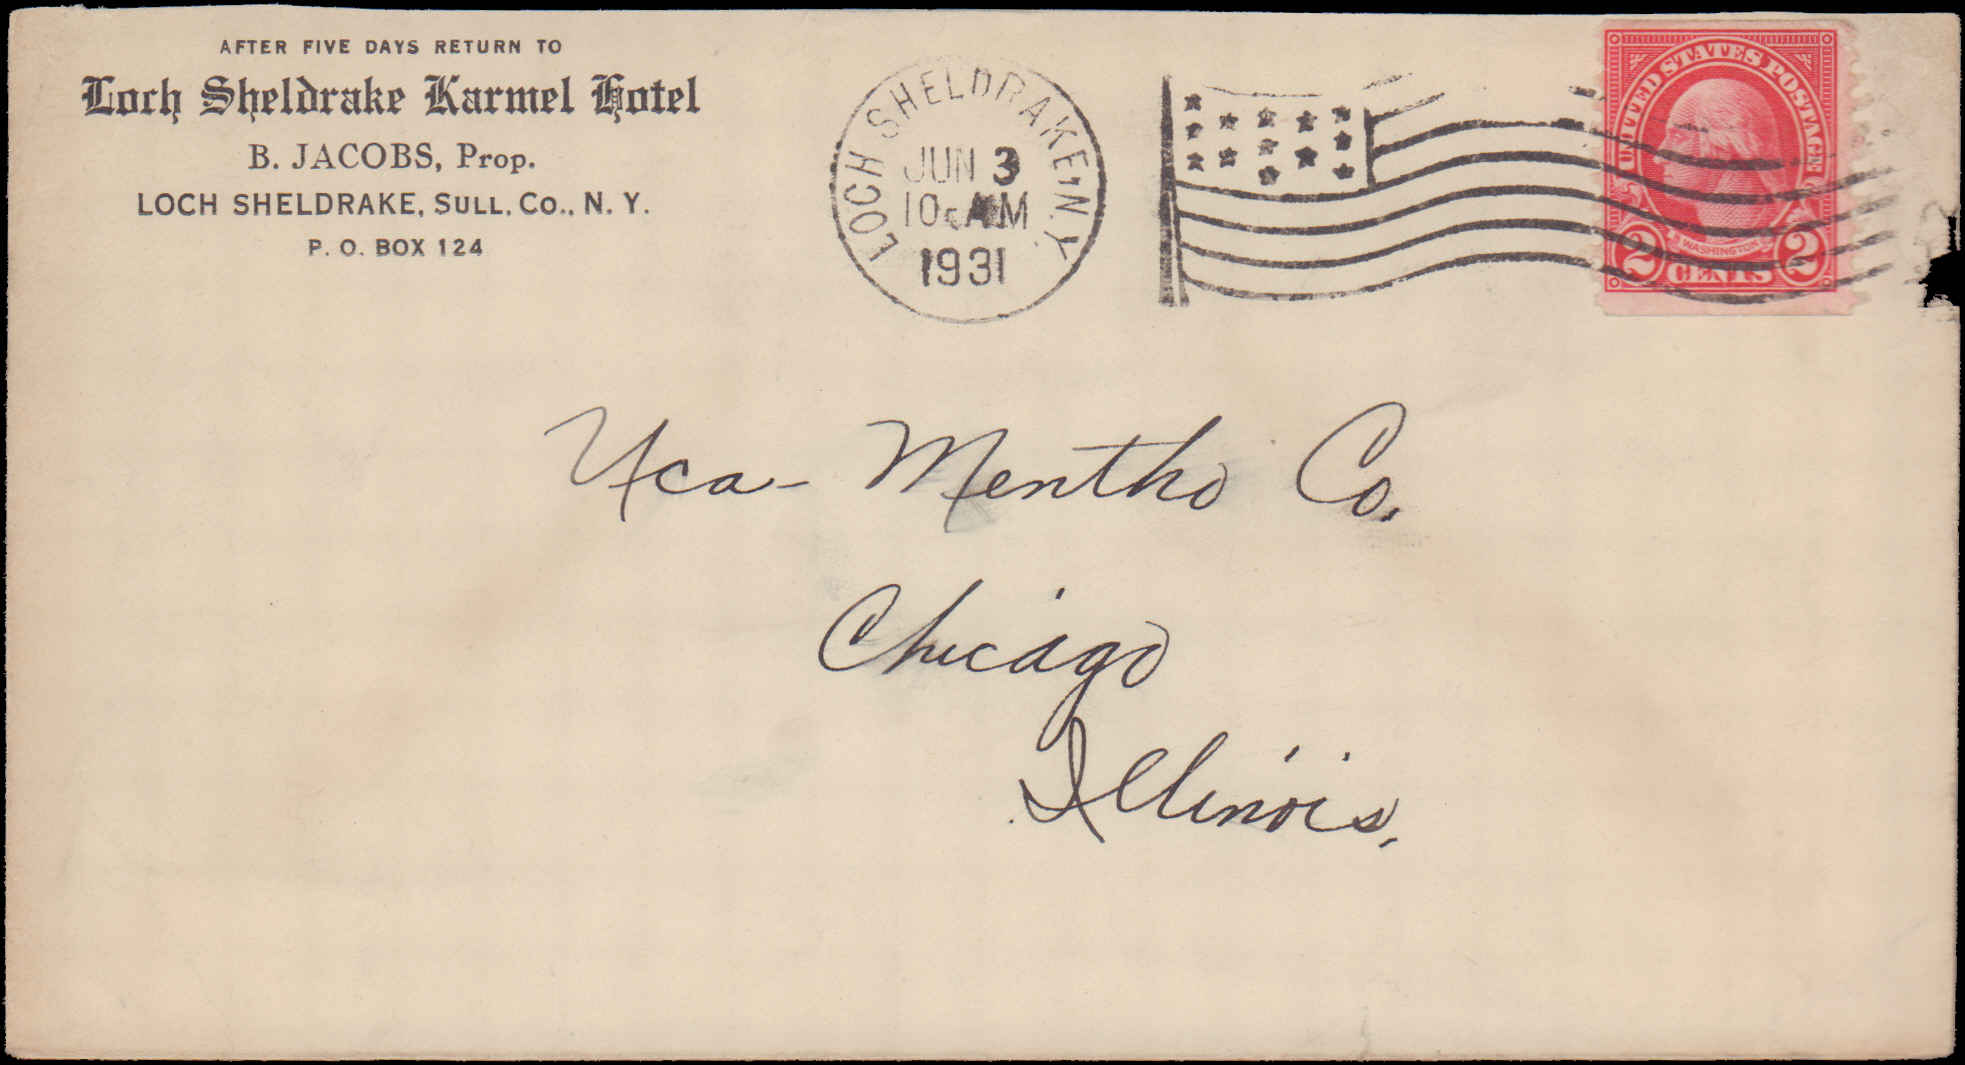 AFTER FIVE DAYS RETURN TO
Loch Sheldrake Karmel Hotel
B. JACOBS, Prop.
LOCH SHELDRAKE, SULL. CO., N. Y.
P. O. BOX 124
LOCH SHELDRAKE, N.Y.
JUN 3
10 AM
1931
UNITED STATES POSTAGE
WASHINGTON
2 CENTS 2
Yca- Mentho Co.
Chicago
Illinois,